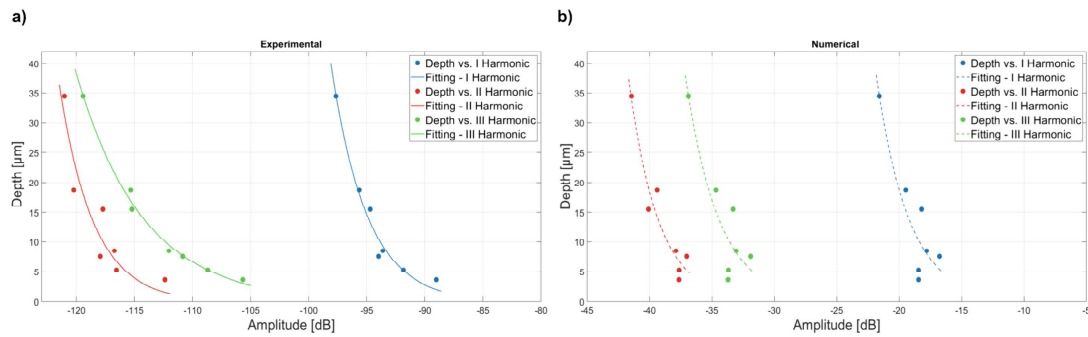 a)
Experimental
Depth [µm]
40
35
30
25
20
15
10
5
0
Depth vs. I Harmonic
Fitting - I Harmonic
Depth vs. II Harmonic
Fitting - II Harmonic
Depth vs. III Harmonic
Fitting - III Harmonic
-120 -115 -110 -105 -100 -95 -90 -85 -80
Amplitude [dB]
b)
Numerical
Depth [µm]
40
35
30
25
20
15
10
5
0
Depth vs. I Harmonic
Fitting - I Harmonic
Depth vs. II Harmonic
Fitting - II Harmonic
Depth vs. III Harmonic
Fitting - III Harmonic
-45 -40 -35 -30 -25 -20 -15 -10 -5
Amplitude [dB]